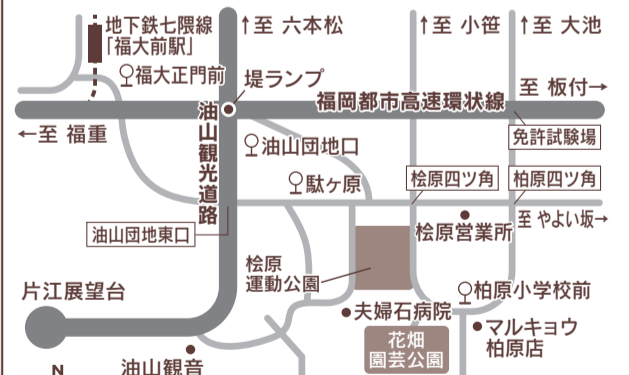 地下鉄七隈線
「福大前駅」
↑至 六本松
↑至 小笹
↑至 大池
福大正門前
堤ランプ
至 板付→
福岡都市高速環状線
←至 福重
油山観光道路
免許試験場
油山団地口
駄ヶ原
桧原四ツ角
柏原四ツ角
至 やよい坂→
油山団地東口
桧原営業所
桧原
運動公園
片江展望台
柏原小学校前
夫婦石病院
マルキョウ
柏原店
花畑
園芸公園
油山観音
N